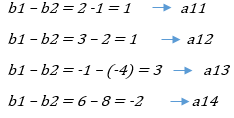 b1 – b2 = 2 -1 = 1 → a11
b1 – b2 = 3 – 2 = 1 → a12
b1 – b2 = -1 – (-4) = 3 → a13
b1 – b2 = 6 – 8 = -2 → a14